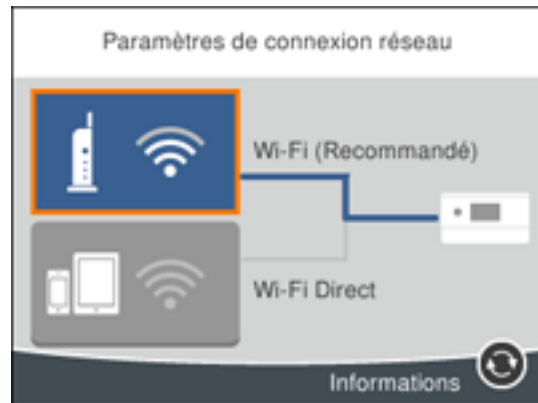 Paramètres de connexion réseau
Wi-Fi (Recommandé)
Wi-Fi Direct
Informations